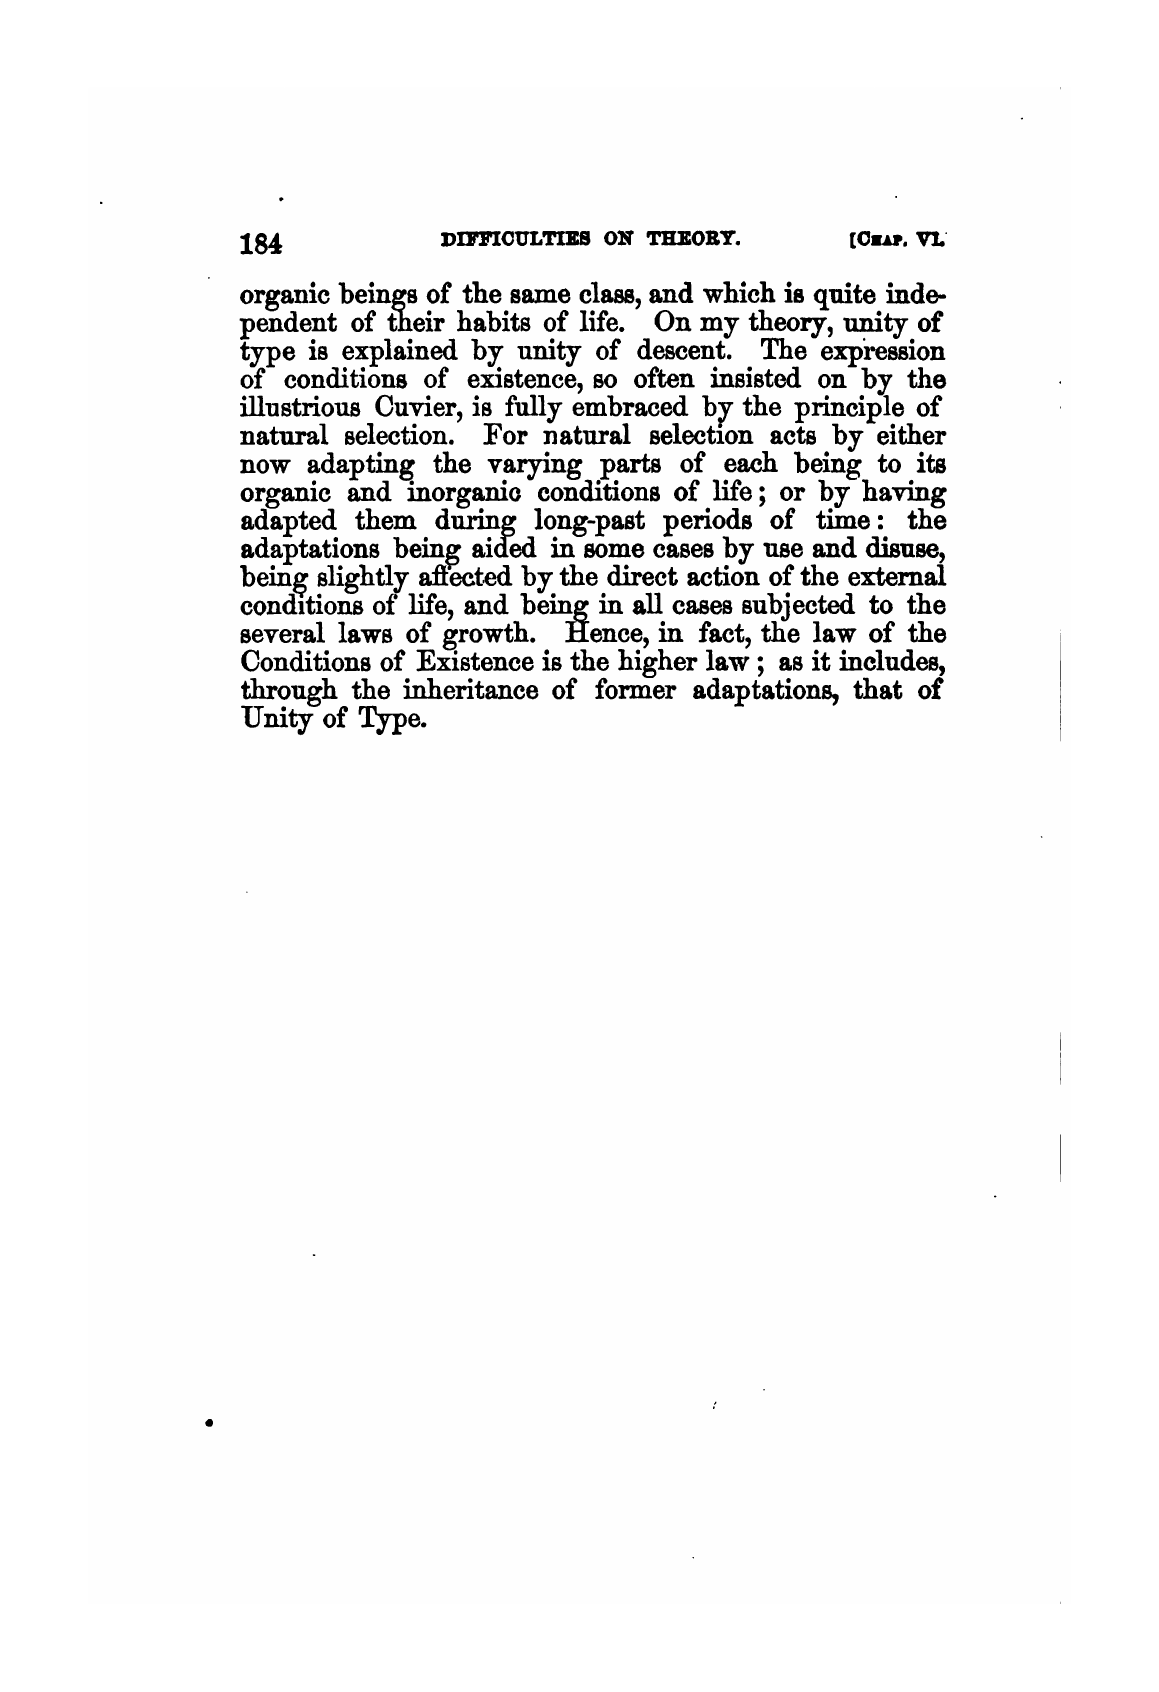 184 DIFFICULTIES ON THEORY. [CHAP. VI.
organic beings of the same class, and which is quite inde-
pendent of their habits of life. On my theory, unity of
type is explained by unity of descent. The expression
of conditions of existence, so often insisted on by the
illustrious Cuvier, is fully embraced by the principle of
natural selection. For natural selection acts by either
now adapting the varying parts of each being to its
organic and inorganic conditions of life; or by having
adapted them during long-past periods of time: the
adaptations being aided in some cases by use and disuse,
being slightly affected by the direct action of the external
conditions of life, and being in all cases subjected to the
several laws of growth. Hence, in fact, the law of the
Conditions of Existence is the higher law; as it includes,
through the inheritance of former adaptations, that of
Unity of Type.